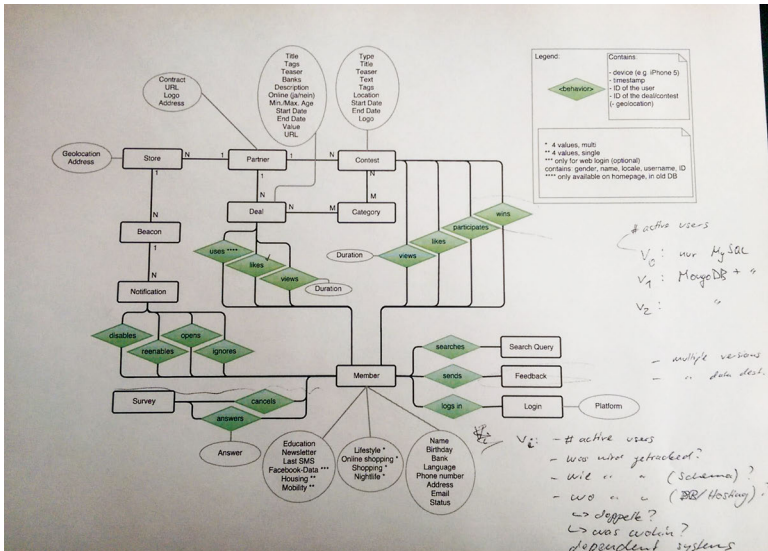 Contract
URL
Logo
Address
Title
Tags
Teaser
Banks
Description
Online (ja/nein)
Min./Max. Age
Start Date
End Date
Value
URL
Type
Title
Teaser
Text
Tags
Location
Start Date
End Date
Logo
Legend:
<behavior>
Contains:
- device (e.g. iPhone 5)
- timestamp
- ID of the user
- ID of the deal/contest
(- geolocation)
* 4 values, multi
** 4 values, single
*** only for web login (optional)
contains: gender, name, locale, username, ID
**** only available on homepage, in old DB
Geolocation
Address
Store
N
1
Partner
1
N
Contest
1
1
N
N
Deal
N
M
M
Category
N
Beacon
1
N
Notification
uses ****
likes
views
Duration
Duration
views
likes
participates
wins
disables
reenables
opens
ignores
Member
searches
Search Query
sends
Feedback
logs in
Login
Platform
Survey
cancels
answers
Answer
Education
Newsletter
Last SMS
Facebook-Data ***
Housing **
Mobility **
Lifestyle *
Online shopping *
Shopping *
Nightlife *
Name
Birthday
Bank
Language
Phone number
Address
Email
Status
# active users
V0: nur MySQL
V1: MongoDB + "
V2: "
- multiple versions
- " data dest.
Vi: - # active users
- was wird getracked?
- wie " " (Schema)?
- wo " " (DB/Hosting)?
↳ doppelt?
↳ was wohin?
dependent systems